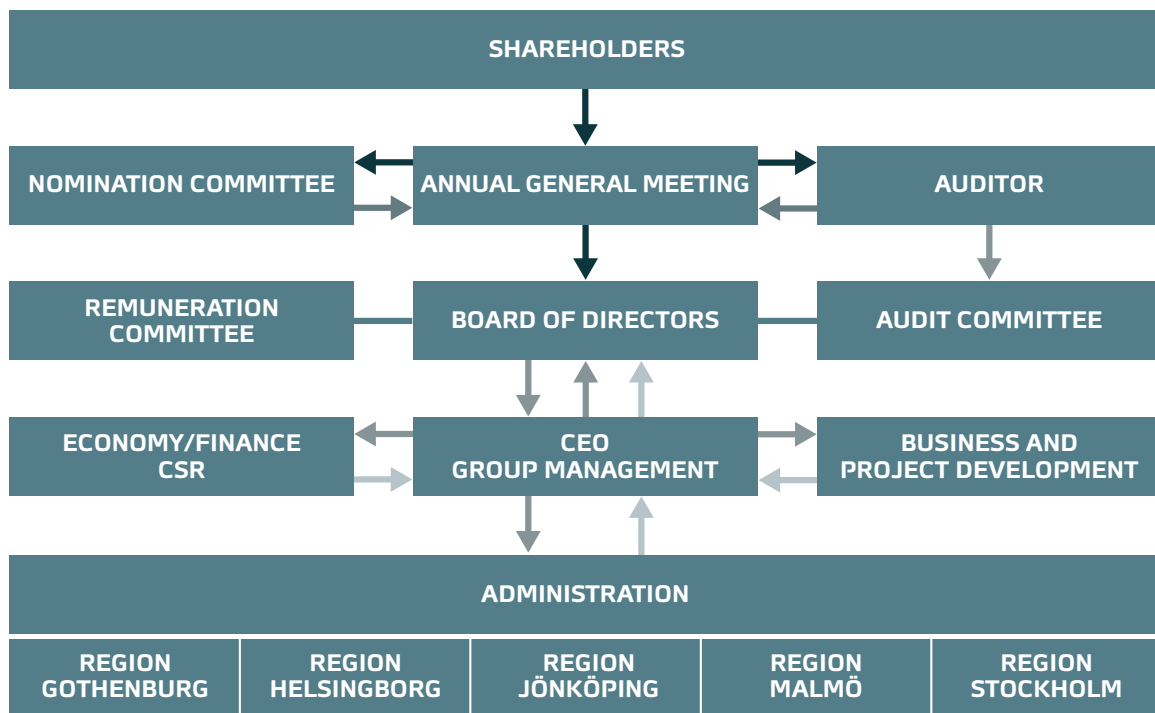 SHAREHOLDERS
NOMINATION COMMITTEE
ANNUAL GENERAL MEETING
AUDITOR
REMUNERATION
COMMITTEE
BOARD OF DIRECTORS
AUDIT COMMITTEE
ECONOMY/FINANCE
CSR
CEO
GROUP MANAGEMENT
BUSINESS AND
PROJECT DEVELOPMENT
ADMINISTRATION
REGION
GOTHENBURG
REGION
HELSINGBORG
REGION
JÖNKÖPING
REGION
MALMÖ
REGION
STOCKHOLM